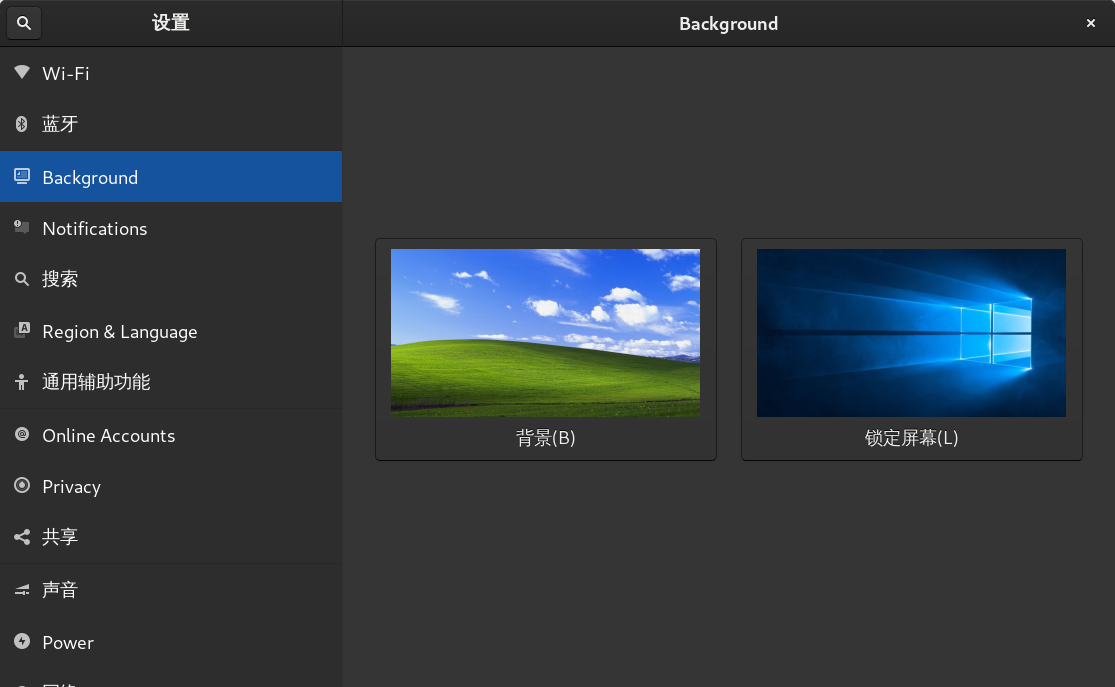 设置
Background
Wi-Fi
蓝牙
Background
Notifications
搜索
Region & Language
通用辅助功能
Online Accounts
Privacy
共享
声音
Power
背景(B)
锁定屏幕(L)